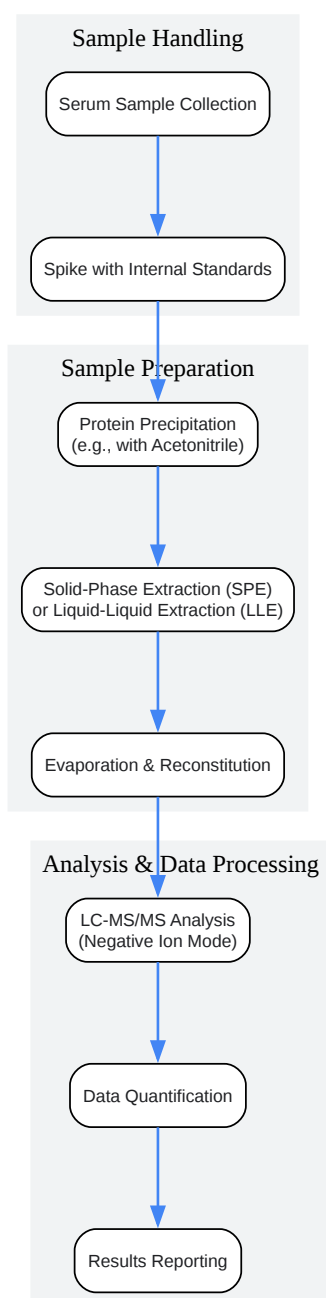 Sample Handling
Serum Sample Collection
Spike with Internal Standards
Sample Preparation
Protein Precipitation
(e.g., with Acetonitrile)
Solid-Phase Extraction (SPE)
or Liquid-Liquid Extraction (LLE)
Evaporation & Reconstitution
Analysis & Data Processing
LC-MS/MS Analysis
(Negative Ion Mode)
Data Quantification
Results Reporting